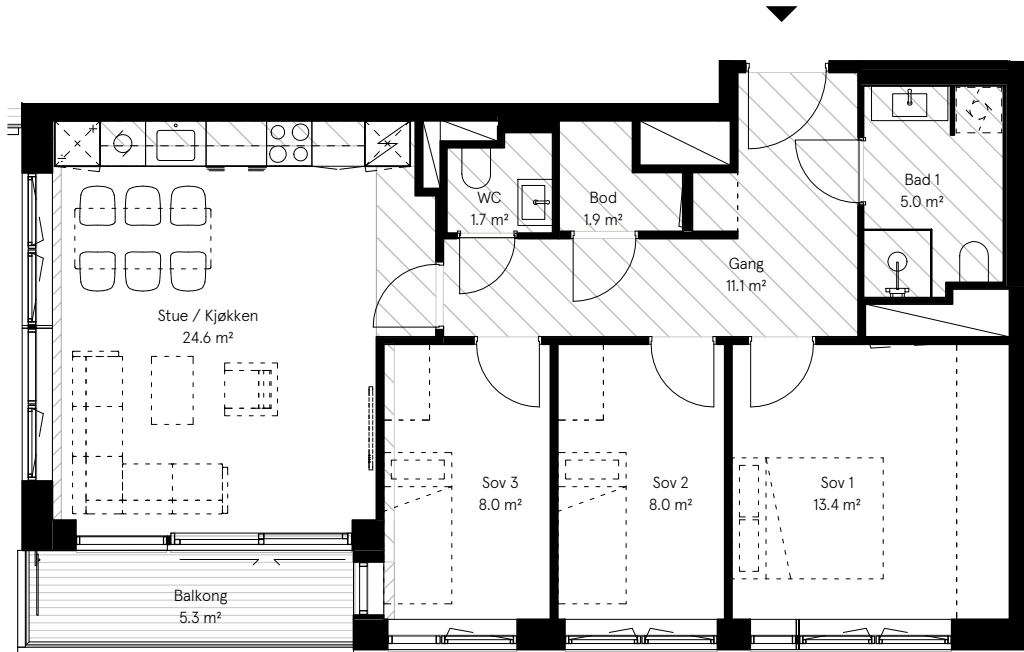 WC
1.7 m²
Bod
1.9 m²
Bad 1
5.0 m²
Gang
11.1 m²
Stue / Kjøkken
24.6 m²
Sov 3
8.0 m²
Sov 2
8.0 m²
Sov 1
13.4 m²
Balkong
5.3 m²